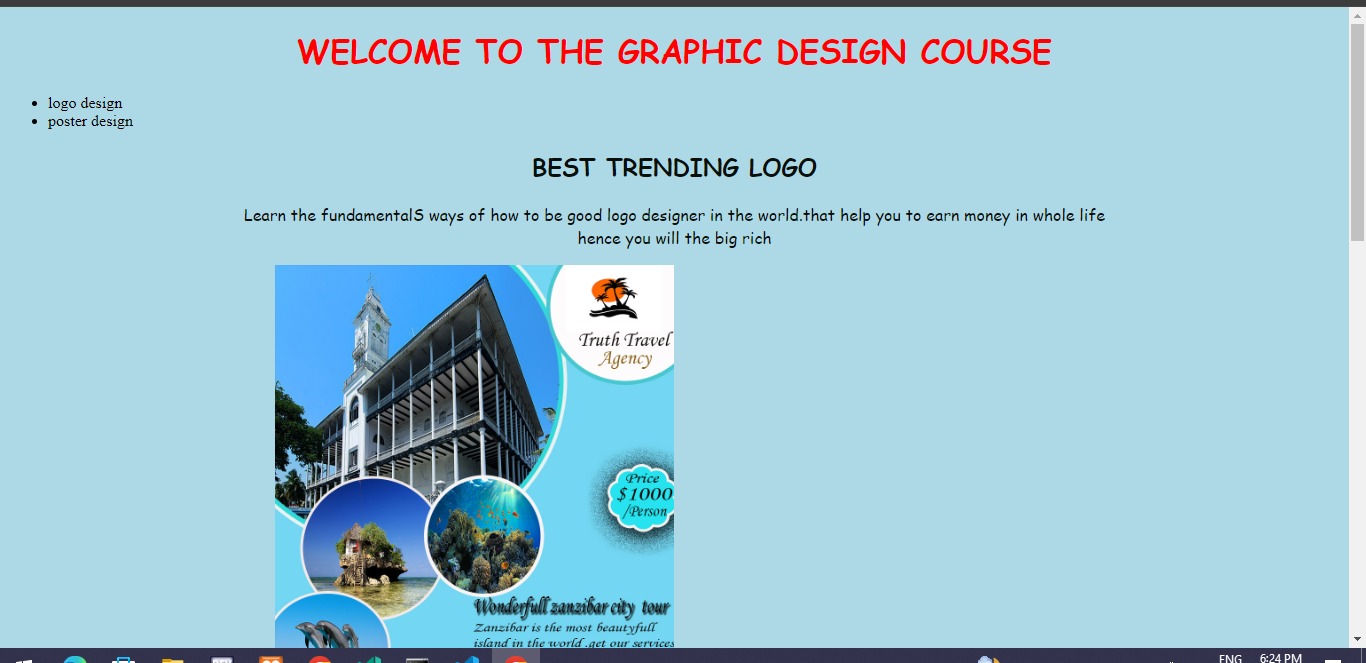 WELCOME TO THE GRAPHIC DESIGN COURSE
logo design
poster design
BEST TRENDING LOGO
Learn the fundamentalS ways of how to be good logo designer in the world.that help you to earn money in whole life
hence you will the big rich
Truth Travel
Agency
Price
$1000
/Person
Wonderfull zanzibar city tour
Zanzibar is the most beautyfull
island in the world .get our services
ENG
6:24 PM